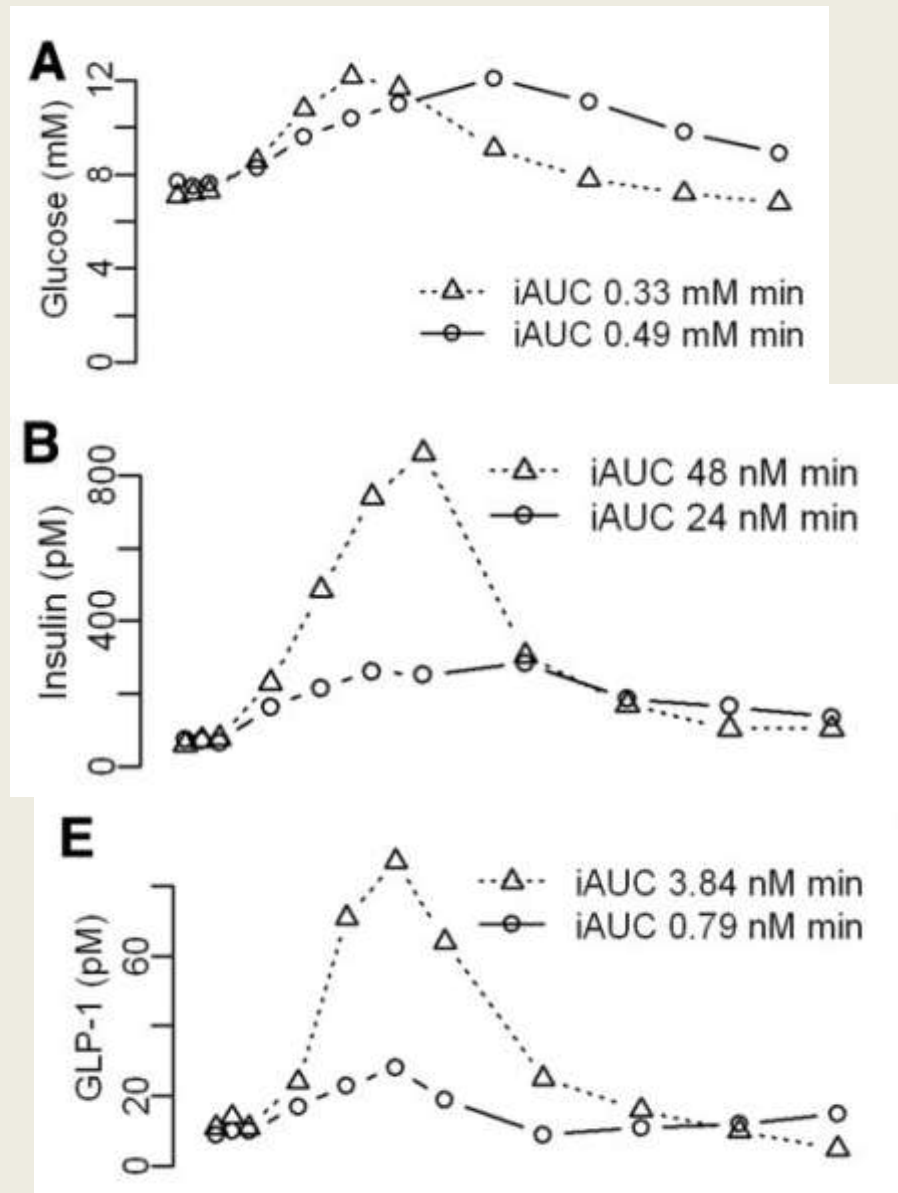 A
Glucose (mM)
12
8
4
0
iAUC 0.33 mM min
iAUC 0.49 mM min
B
Insulin (pM)
800
400
0
iAUC 48 nM min
iAUC 24 nM min
E
GLP-1 (pM)
60
20
0
iAUC 3.84 nM min
iAUC 0.79 nM min